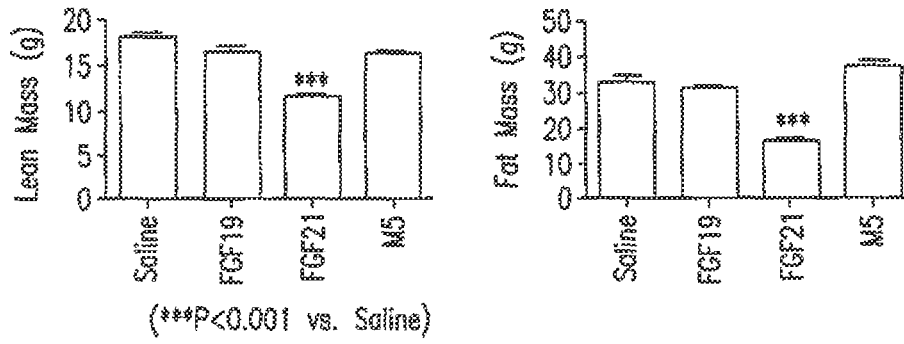 Lean Mass (g)
20
15
10
5
0
***
Saline
FGF19
FGF21
M5
Fat Mass (g)
50
40
30
20
10
0
***
Saline
FGF19
FGF21
M5
(***P<0.001 vs. Saline)